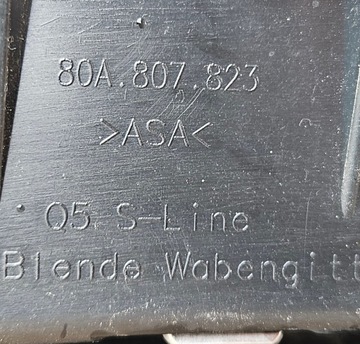 80A.807.823
>ASA<
Q5 S-Line
Blende Wabengitt